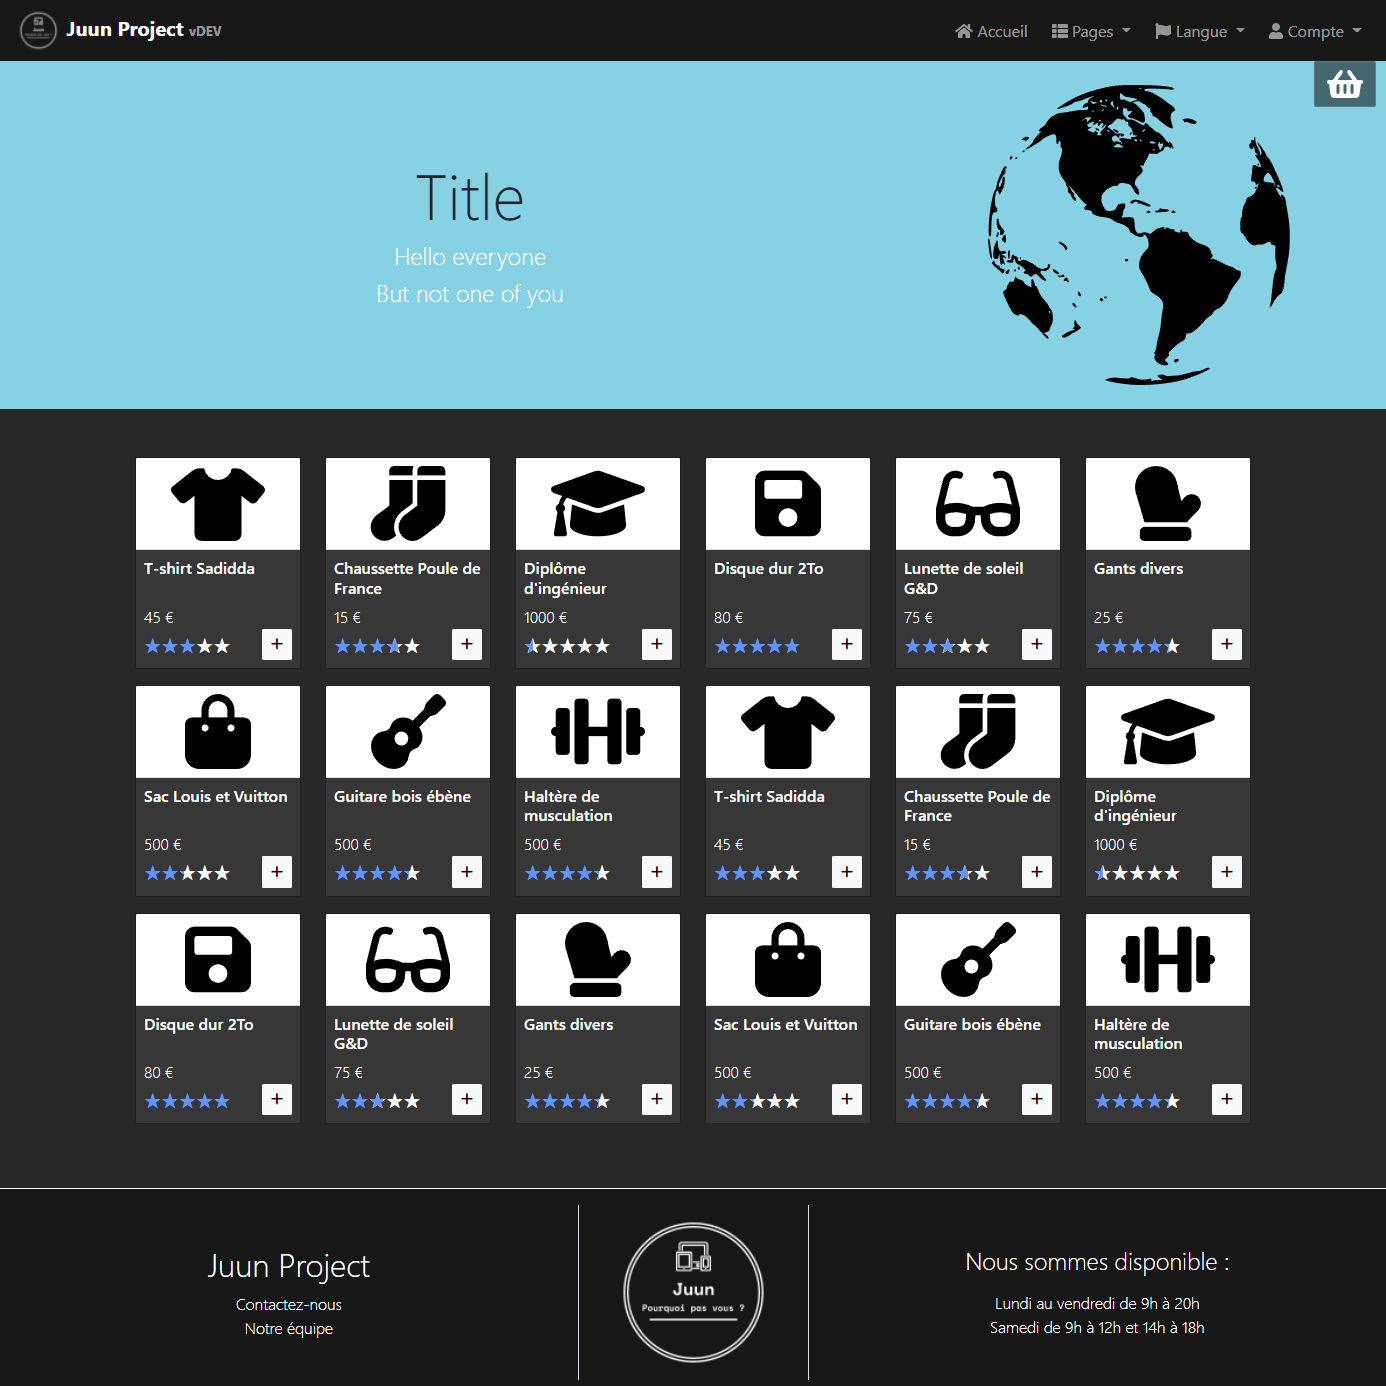 Juun Project vDEV
Accueil Pages Langue Compte
Title
Hello everyone
But not one of you
T-shirt Sadidda
45 €
+
Chaussette Poule de
France
15 €
+
Diplôme
d'ingénieur
1000 €
+
Disque dur 2To
80 €
+
Lunette de soleil
G&D
75 €
+
Gants divers
25 €
+
Sac Louis et Vuitton
500 €
+
Guitare bois ébène
500 €
+
Haltère de
musculation
500 €
+
T-shirt Sadidda
45 €
+
Chaussette Poule de
France
15 €
+
Diplôme
d'ingénieur
1000 €
+
Disque dur 2To
80 €
+
Lunette de soleil
G&D
75 €
+
Gants divers
25 €
+
Sac Louis et Vuitton
500 €
+
Guitare bois ébène
500 €
+
Haltère de
musculation
500 €
+
Juun Project
Contactez-nous
Notre équipe
Juun
Pourquoi pas vous ?
Nous sommes disponible :
Lundi au vendredi de 9h à 20h
Samedi de 9h à 12h et 14h à 18h